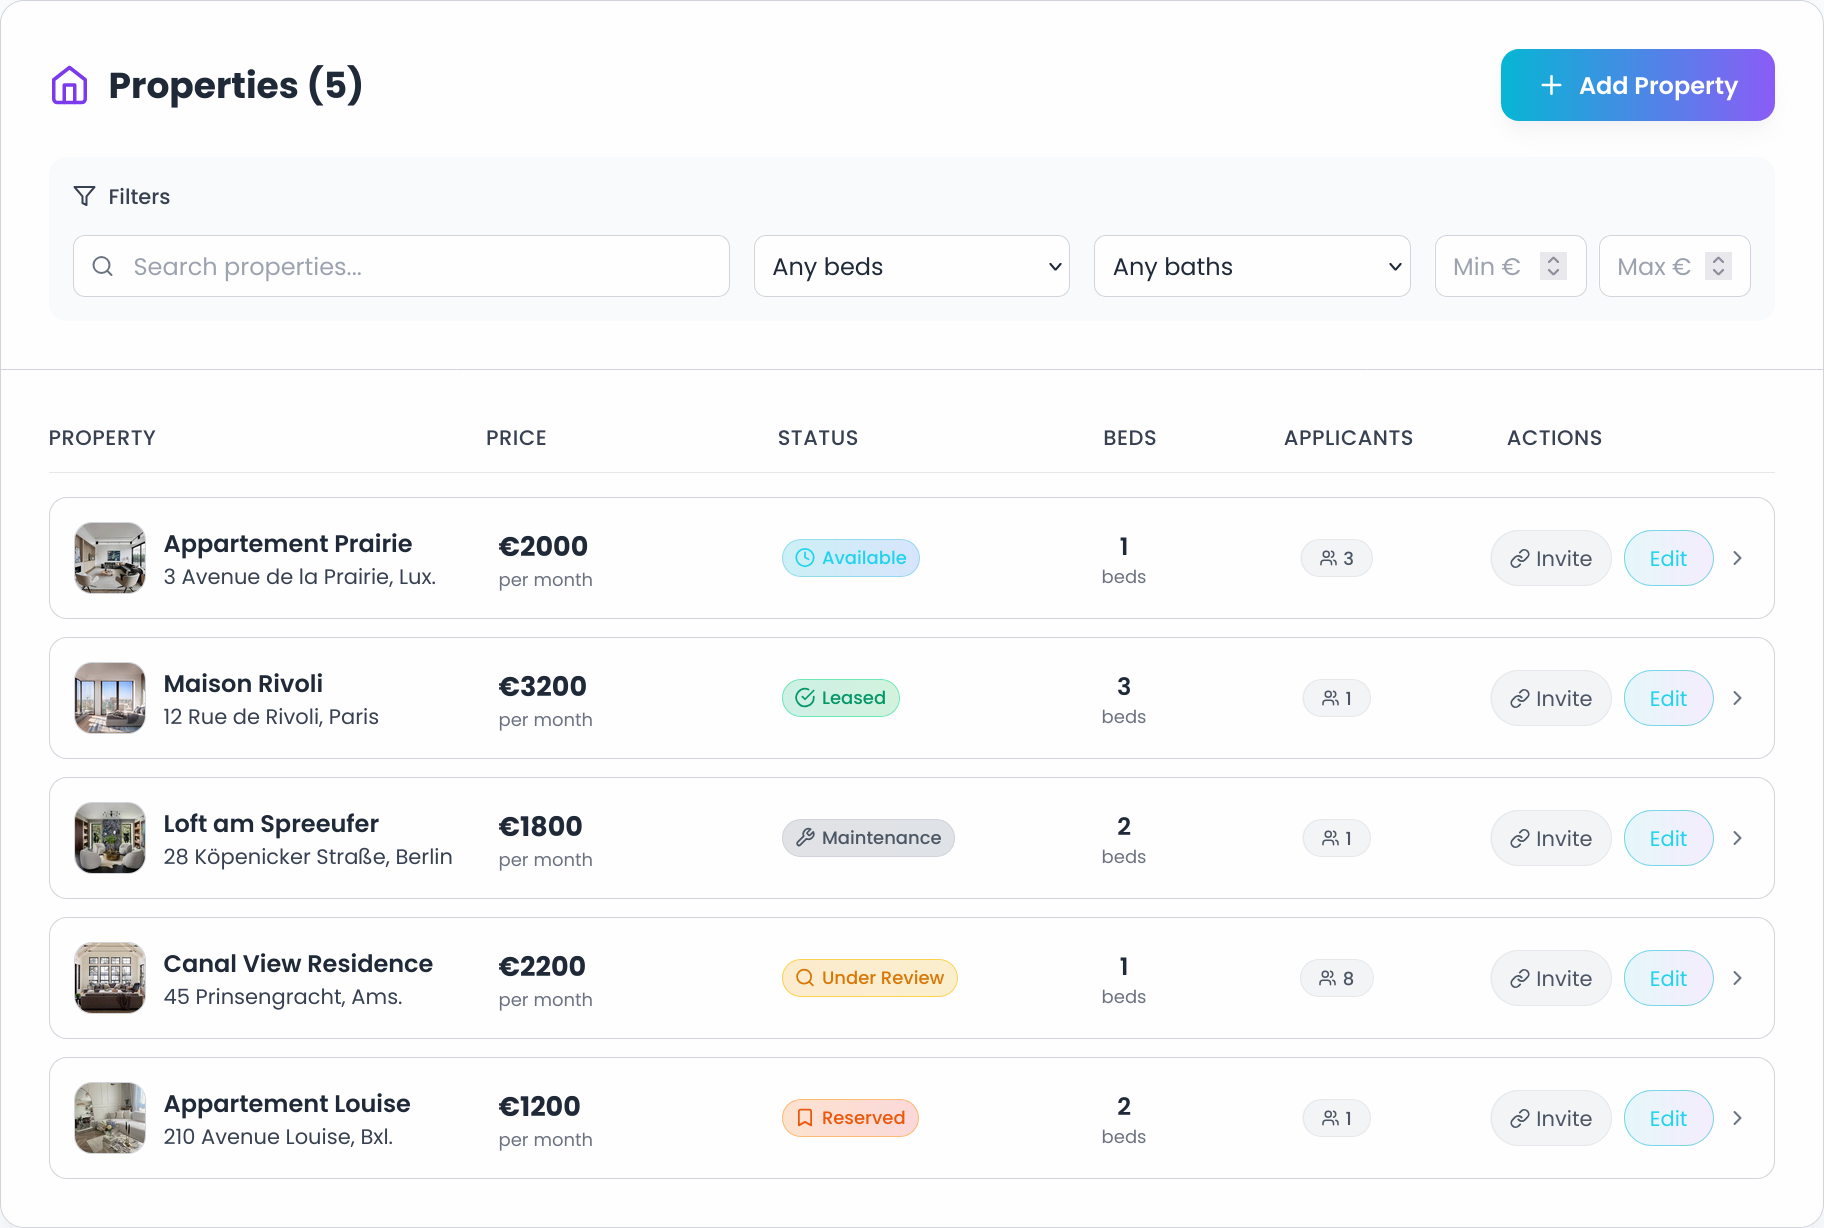 Properties (5)
Add Property
Filters
Search properties...
Any beds
Any baths
Min €
Max €
PROPERTY PRICE STATUS BEDS APPLICANTS ACTIONS
Appartement Prairie
3 Avenue de la Prairie, Lux.
€2000
per month
Available
1
beds
3
Invite
Edit
Maison Rivoli
12 Rue de Rivoli, Paris
€3200
per month
Leased
3
beds
1
Invite
Edit
Loft am Spreeufer
28 Köpenicker Straße, Berlin
€1800
per month
Maintenance
2
beds
1
Invite
Edit
Canal View Residence
45 Prinsengracht, Ams.
€2200
per month
Under Review
1
beds
8
Invite
Edit
Appartement Louise
210 Avenue Louise, Bxl.
€1200
per month
Reserved
2
beds
1
Invite
Edit